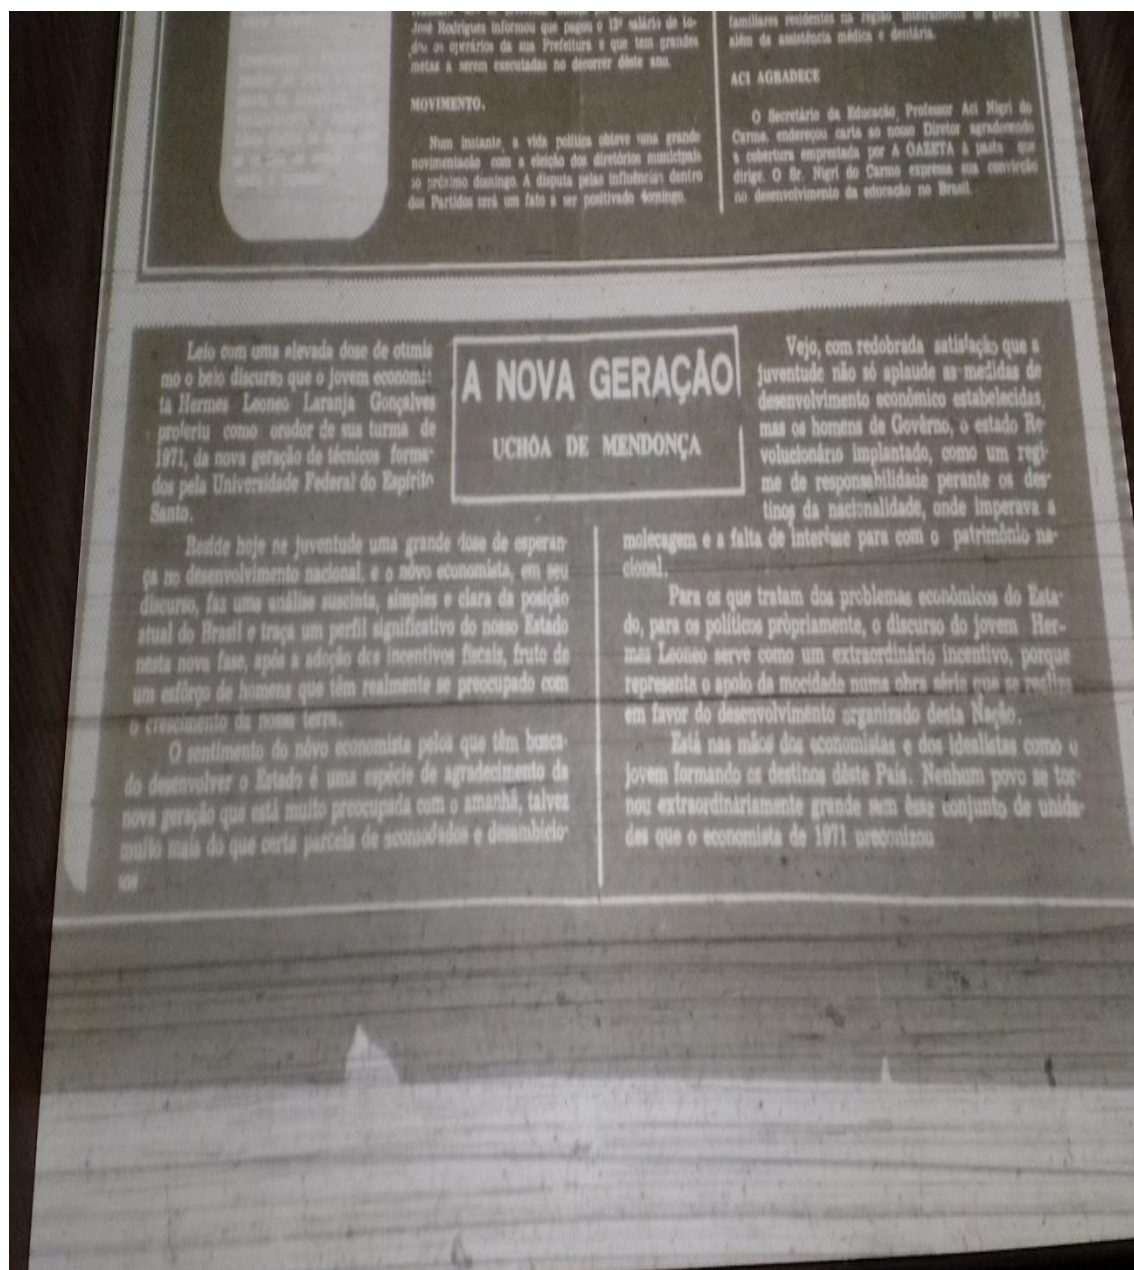 José Rodrigues informou que pagou o 13º salário de to-
dos os operários da sua Prefeitura e que tem grandes
metas a serem executadas no decorrer dêste ano.
MOVIMENTO.
Num instante, a vida política obteve uma grande
novimentação com a eleição dos diretórios municipais
no próximo domingo. A disputa pelas influências dentro
dos Partidos será um fato a ser positivado domingo.
familiares residentes na região, inteiramente de graça,
além da assistência médica e dentária.
ACI AGRADECE
O Secretário da Educação, Professor Aci Nigri do
Carmo, endereçou carta ao nosso Diretor agradecendo
a cobertura emprestada por A GAZETA à pasta que
dirige. O Sr. Nigri do Carmo expressa sua convicção
no desenvolvimento da educação no Brasil.
A NOVA GERAÇÃO
UCHÔA DE MENDONÇA
Leio com uma elevada dose de otimis
mo o belo discurso que o jovem economis
ta Hermes Leoneo Laranja Gonçalves
proferiu como orador de sua turma de
1971, da nova geração de técnicos forma-
dos pela Universidade Federal do Espírito
Santo.
Reside hoje na juventude uma grande dose de esperan-
ça no desenvolvimento nacional, e o nôvo economista, em seu
discurso, faz uma análise suscinta, simples e clara da posição
atual do Brasil e traça um perfil significativo do nosso Estado
nesta nova fase, após a adoção dos incentivos fiscais, fruto de
um esfôrço de homens que têm realmente se preocupado com
o crescimento da nossa terra.
O sentimento do nôvo economista pelos que têm busca-
do desenvolver o Estado é uma espécie de agradecimento da
nova geração que está muito preocupada com o amanhã, talvez
muito mais do que certa parcela de acomodados e desambicio-
sos
Vejo, com redobrada satisfação que a
juventude não só aplaude as medidas de
desenvolvimento econômico estabelecidas,
mas os homens de Govêrno, o estado Re-
volucionário implantado, como um regi-
me de responsabilidade perante os des-
tinos da nacionalidade, onde imperava a
molecagem e a falta de interêsse para com o patrimônio na-
cional.
Para os que tratam dos problemas econômicos do Esta-
do, para os políticos pròpriamente, o discurso do jovem Her-
mes Leoneo serve como um extraordinário incentivo, porque
representa o apoio da mocidade numa obra séria que se realiza
em favor do desenvolvimento organizado desta Nação.
Está nas mãos dos economistas e dos idealistas como o
jovem formando os destinos dêste País. Nenhum povo se tor-
nou extraordinàriamente grande sem êsse conjunto de unida-
des que o economista de 1971 preconizou